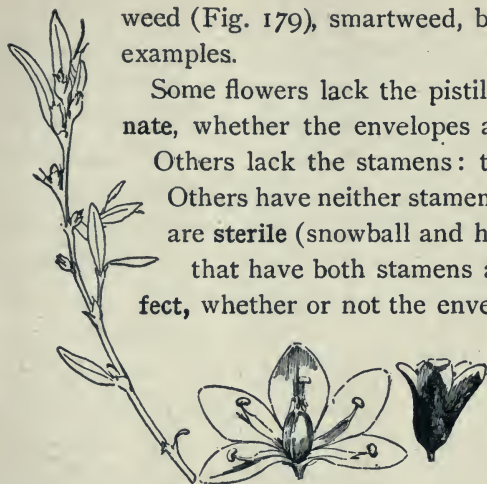 weed (Fig. 179), smartweed, b
examples.
Some flowers lack the pistil
nate, whether the envelopes a
Others lack the stamens: t
Others have neither stamen
are sterile (snowball and h
that have both stamens a
fect, whether or not the enve